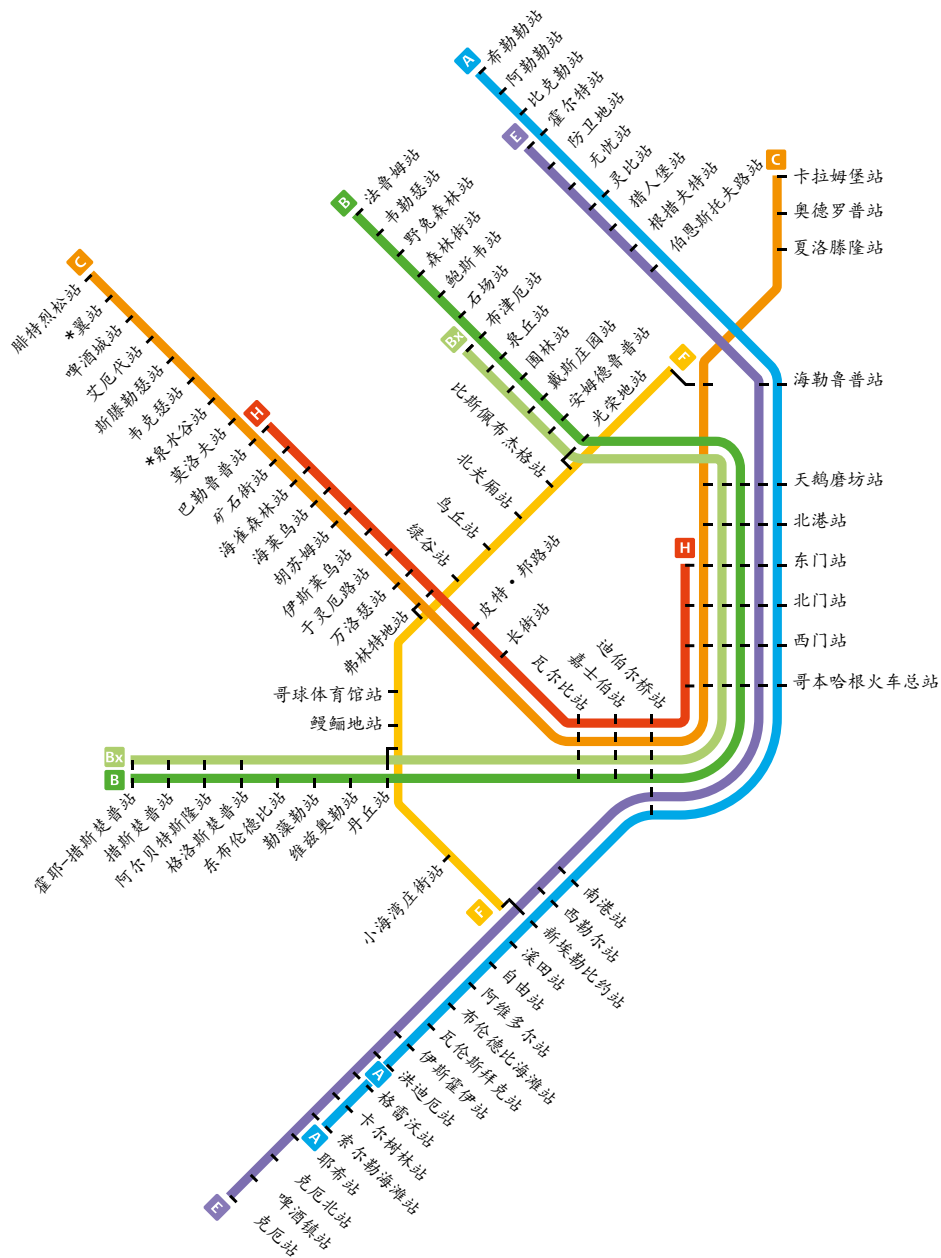 A
希勒勒站
阿勒勒站
比克勒站
霍尔特站
防卫地站
无忧站
灵比站
猎人堡站
根措夫特站
伯恩斯托夫路站
E
C
卡拉姆堡站
奥德罗普站
夏洛滕隆站
B
法鲁姆站
韦勒瑟站
野兔森林站
森林街站
鲍斯韦站
石场站
布津厄站
泉丘站
围林站
戴斯庄园站
安姆德鲁普站
光荣地站
F
Bx
比斯佩布杰格站
北关厢站
鸟丘站
绿谷站
C
腓特烈松站
*翼站
啤酒城站
艾厄代站
斯滕勒瑟站
韦克瑟站
*泉水谷站
莫洛夫站
巴勒鲁普站
矿石街站
海雀森林站
海莱乌站
胡苏姆站
伊斯莱乌站
于灵厄路站
万洛瑟站
弗林特地站
H
皮特·邦路站
长街站
瓦尔比站
嘉士伯站
迪伯尔桥站
海勒鲁普站
天鹅磨坊站
北港站
H
东门站
北门站
西门站
哥本哈根火车总站
哥球体育馆站
鳗鲡地站
Bx
B
霍耶-措斯楚普站
措斯楚普站
阿尔贝特斯隆站
格洛斯楚普站
东布伦德比站
勒藻勒站
维兹奥勒站
丹丘站
小海湾庄街站
F
南港站
西勒尔站
新埃勒比约站
溪田站
自由站
阿维多尔站
布伦德比海滩站
瓦伦斯拜克站
伊斯霍伊站
洪迪厄站
A
格雷沃站
卡尔树林站
索尔勒海滩站
A
耶希站
克厄北站
啤酒镇站
克厄站
E